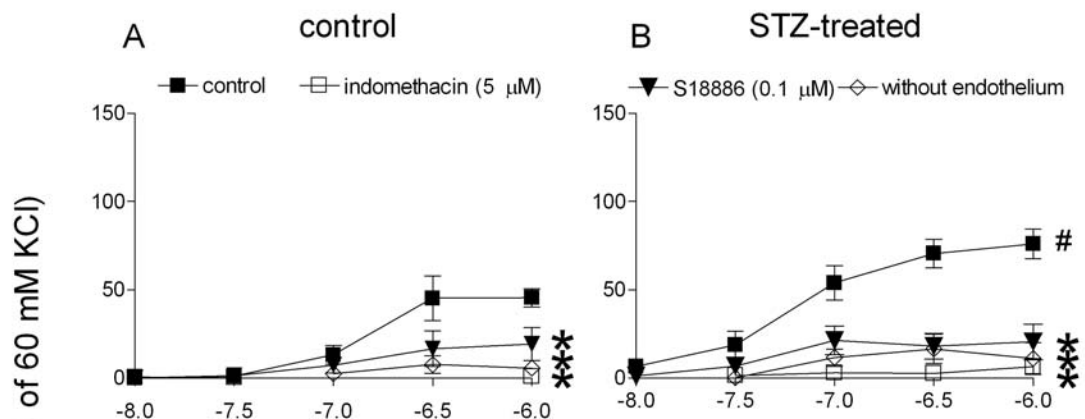 A control
B STZ-treated
control indomethacin (5 μM)
S18886 (0.1 μM) without endothelium
of 60 mM KCl)
150
100
50
0
-8.0 -7.5 -7.0 -6.5 -6.0
*
*
*
150
100
50
0
-8.0 -7.5 -7.0 -6.5 -6.0
#
*
*
*